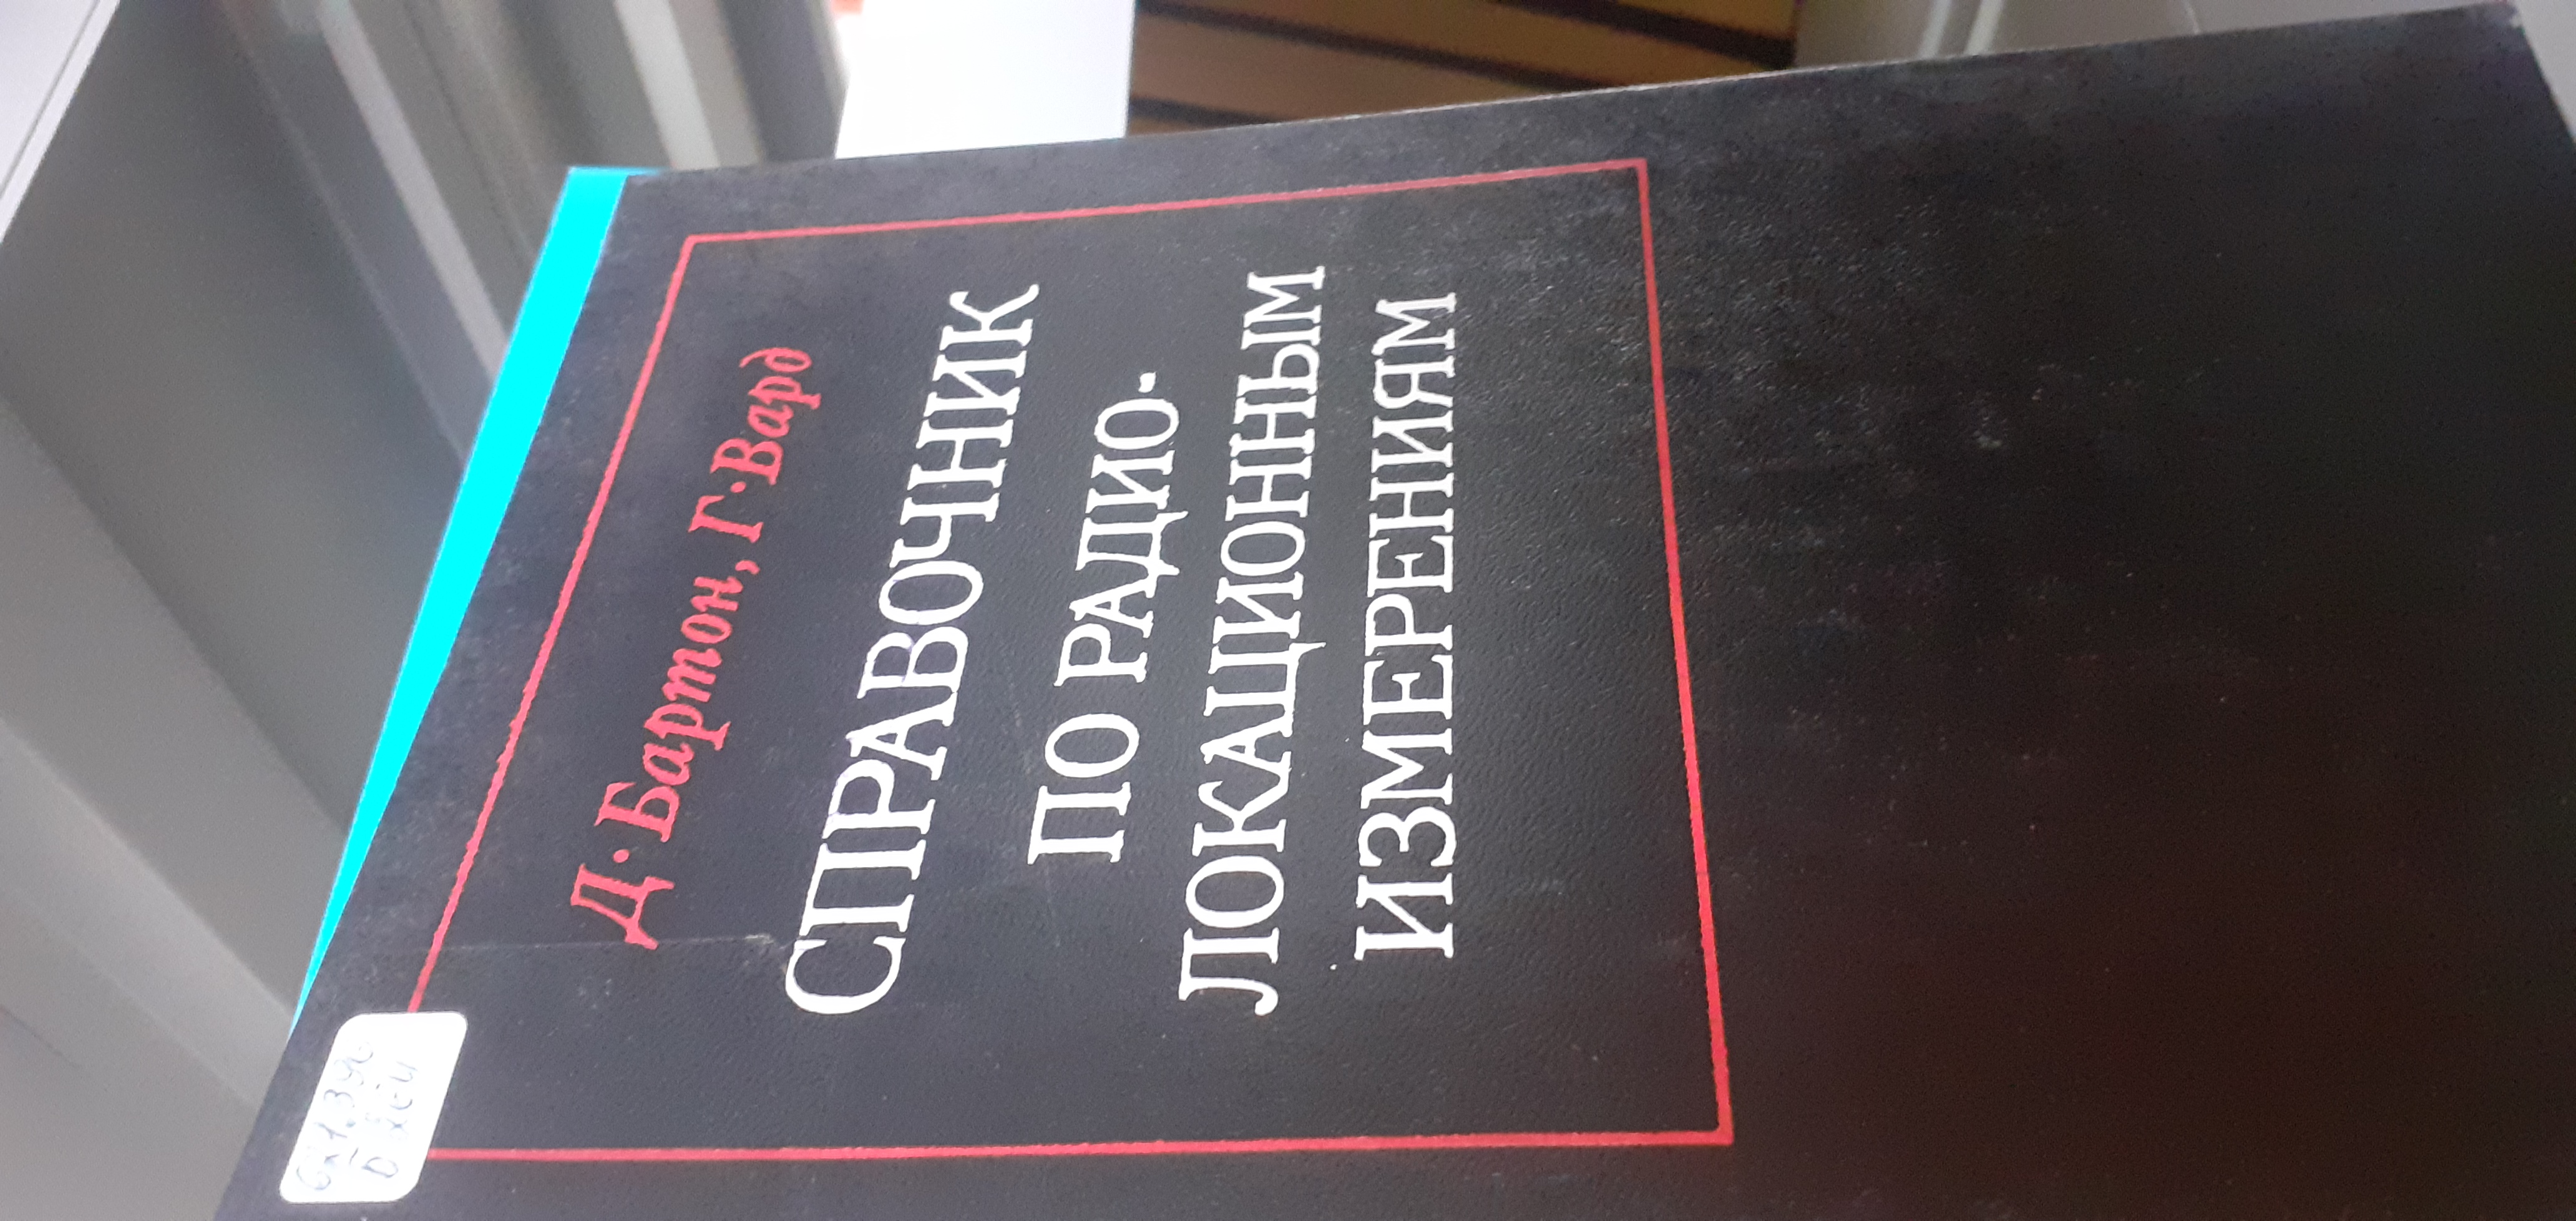 Д. Бартон, Г. Вард
СПРАВОЧНИК
ПО РАДИО-
ЛОКАЦИОННЫМ
ИЗМЕРЕНИЯМ